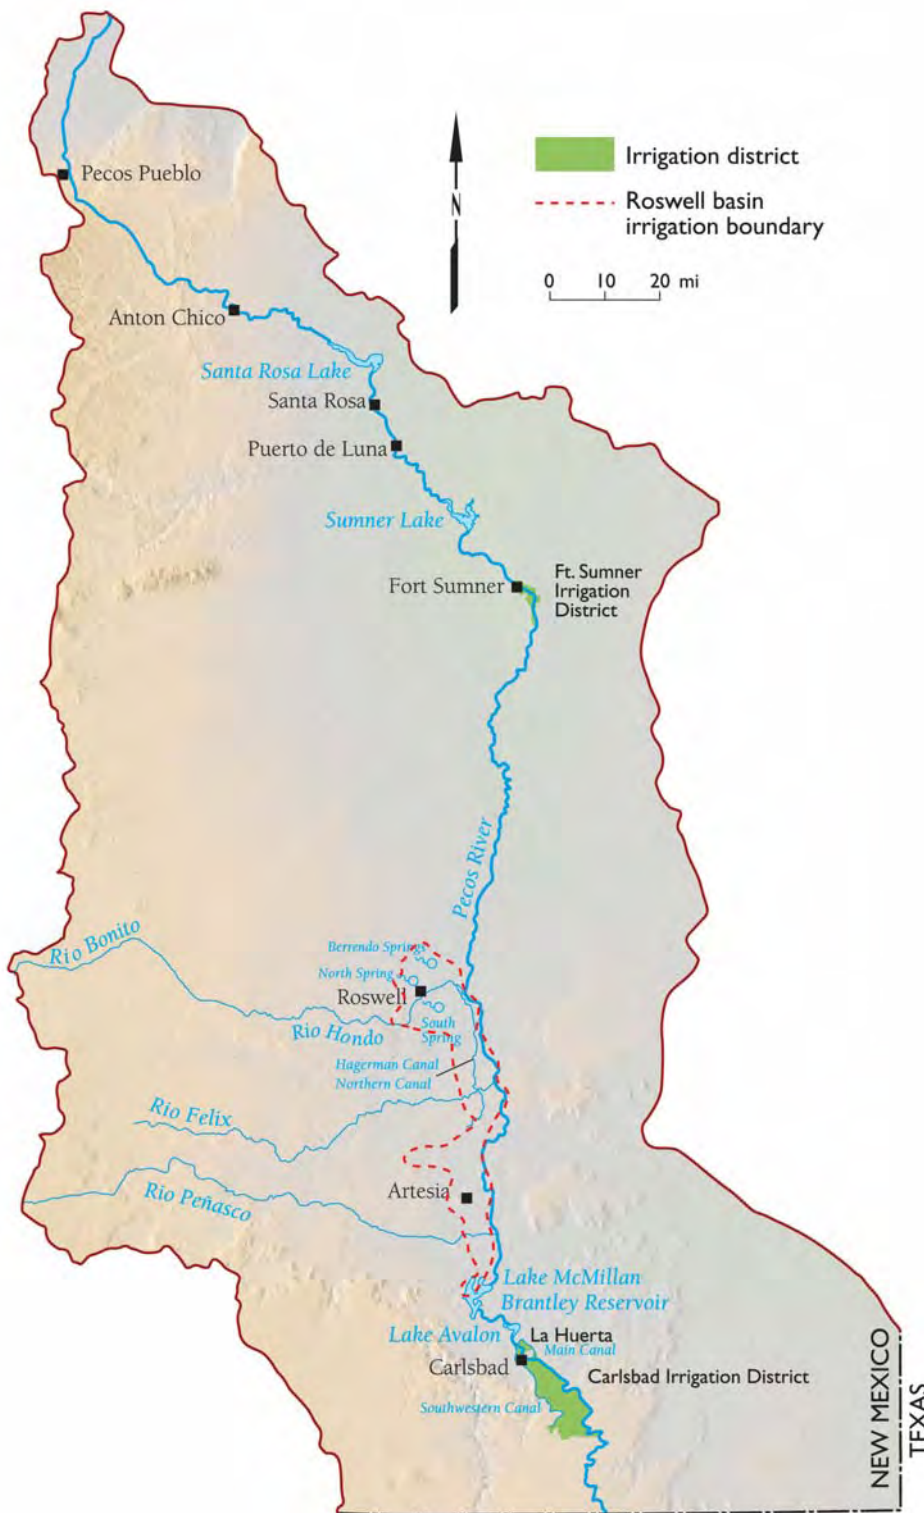 Pecos Pueblo
N
Irrigation district
Roswell basin
irrigation boundary
0 10 20 mi
Anton Chico
Santa Rosa Lake
Santa Rosa
Puerto de Luna
Sumner Lake
Fort Sumner
Ft. Sumner
Irrigation
District
Pecos River
Rio Bonito
Berrendo Springs
North Spring
Roswell
Rio Hondo
South
Spring
Hagerman Canal
Northern Canal
Rio Felix
Artesia
Rio Peñasco
Lake McMillan
Brantley Reservoir
Lake Avalon
La Huerta
Main Canal
Carlsbad
Carlsbad Irrigation District
Southwestern Canal
NEW MEXICO
TEXAS